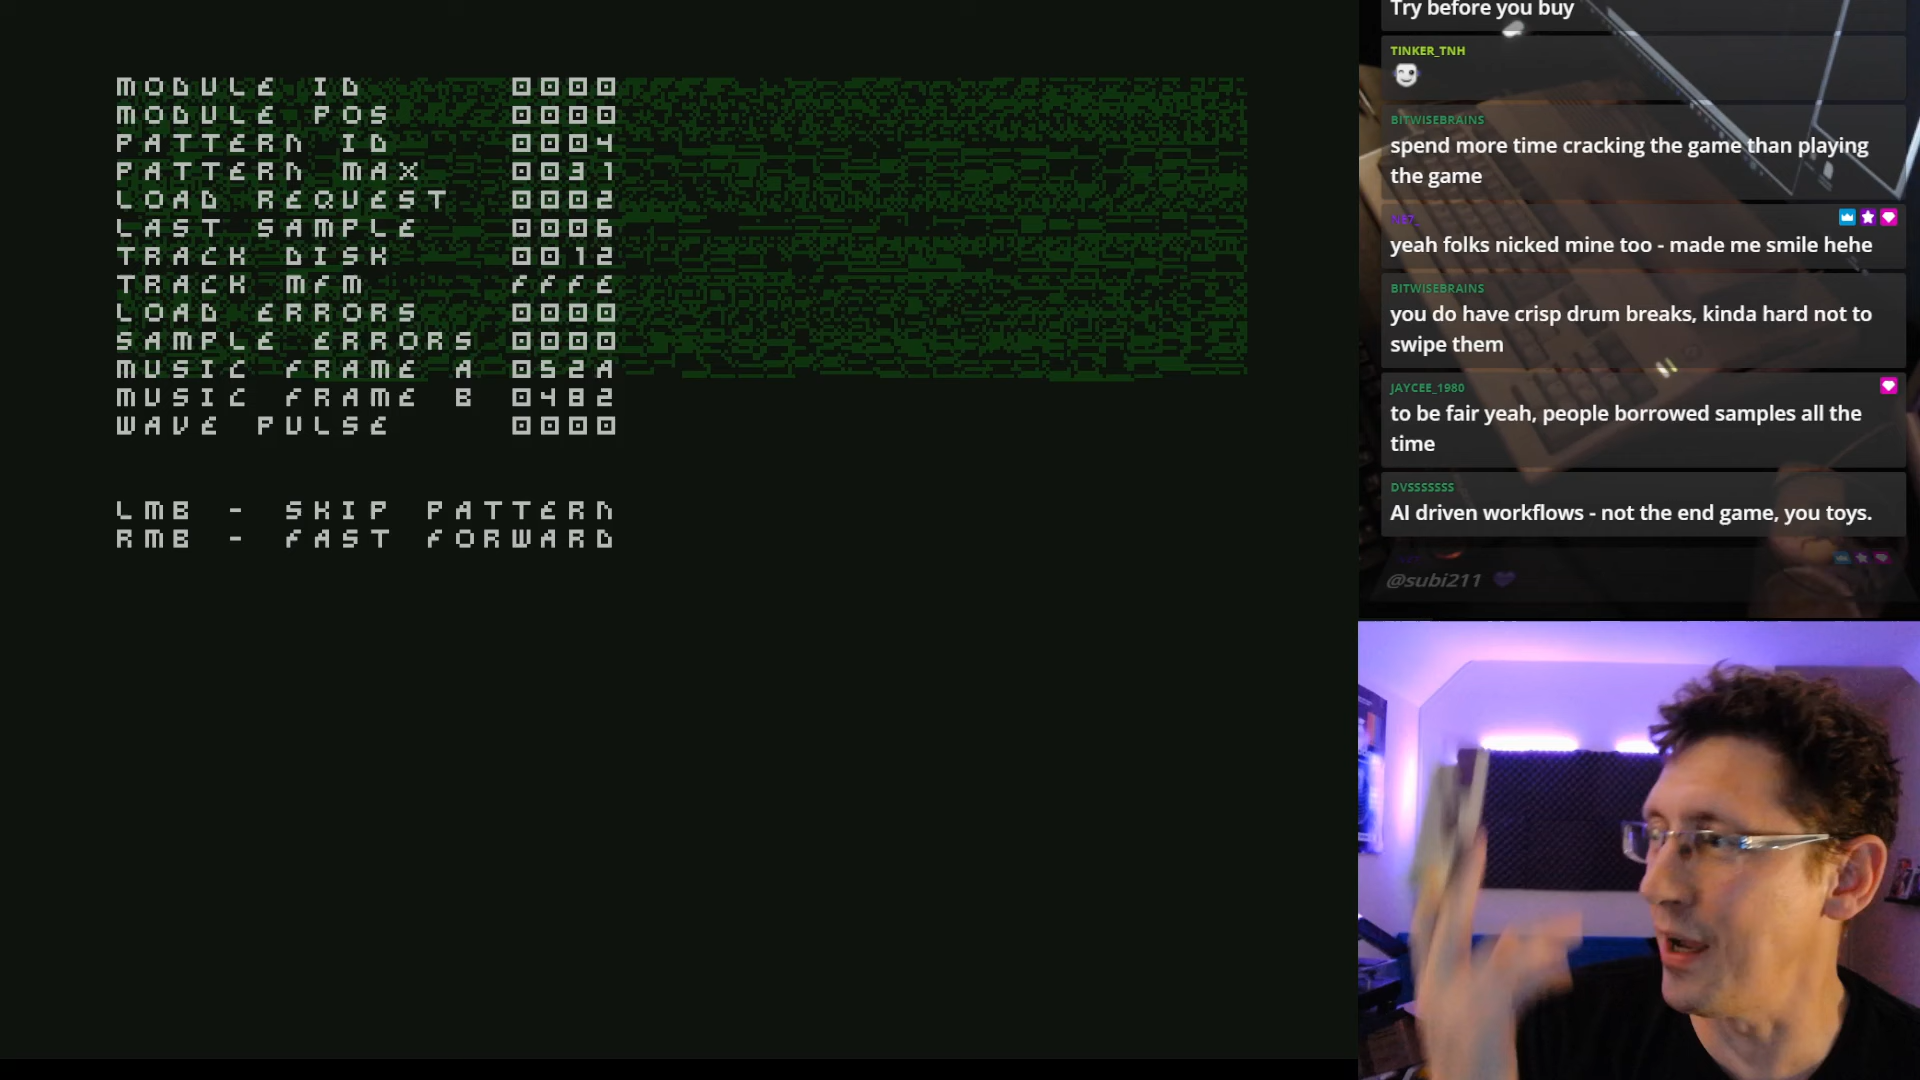 MODULE ID 0000
MODULE POS 0000
PATTERN ID 0004
PATTERN MAX 0031
LOAD REQUEST 0002
LAST SAMPLE 0006
TRACK DISK 0012
TRACK MFM FFFE
LOAD ERRORS 0000
SAMPLE ERRORS 0000
MUSIC FRAME A 052A
MUSIC FRAME B 0482
WAVE PULSE 0000
LMB - SKIP PATTERN
RMB - FAST FORWARD
Try before you buy
TINKER_TNH
BITWISEBRAINS
spend more time cracking the game than playing
the game
yeah folks nicked mine too - made me smile hehe
BITWISEBRAINS
you do have crisp drum breaks, kinda hard not to
swipe them
JAYCEE_1980
to be fair yeah, people borrowed samples all the
time
DVSSSSSSS
AI driven workflows - not the end game, you toys.
@subi211